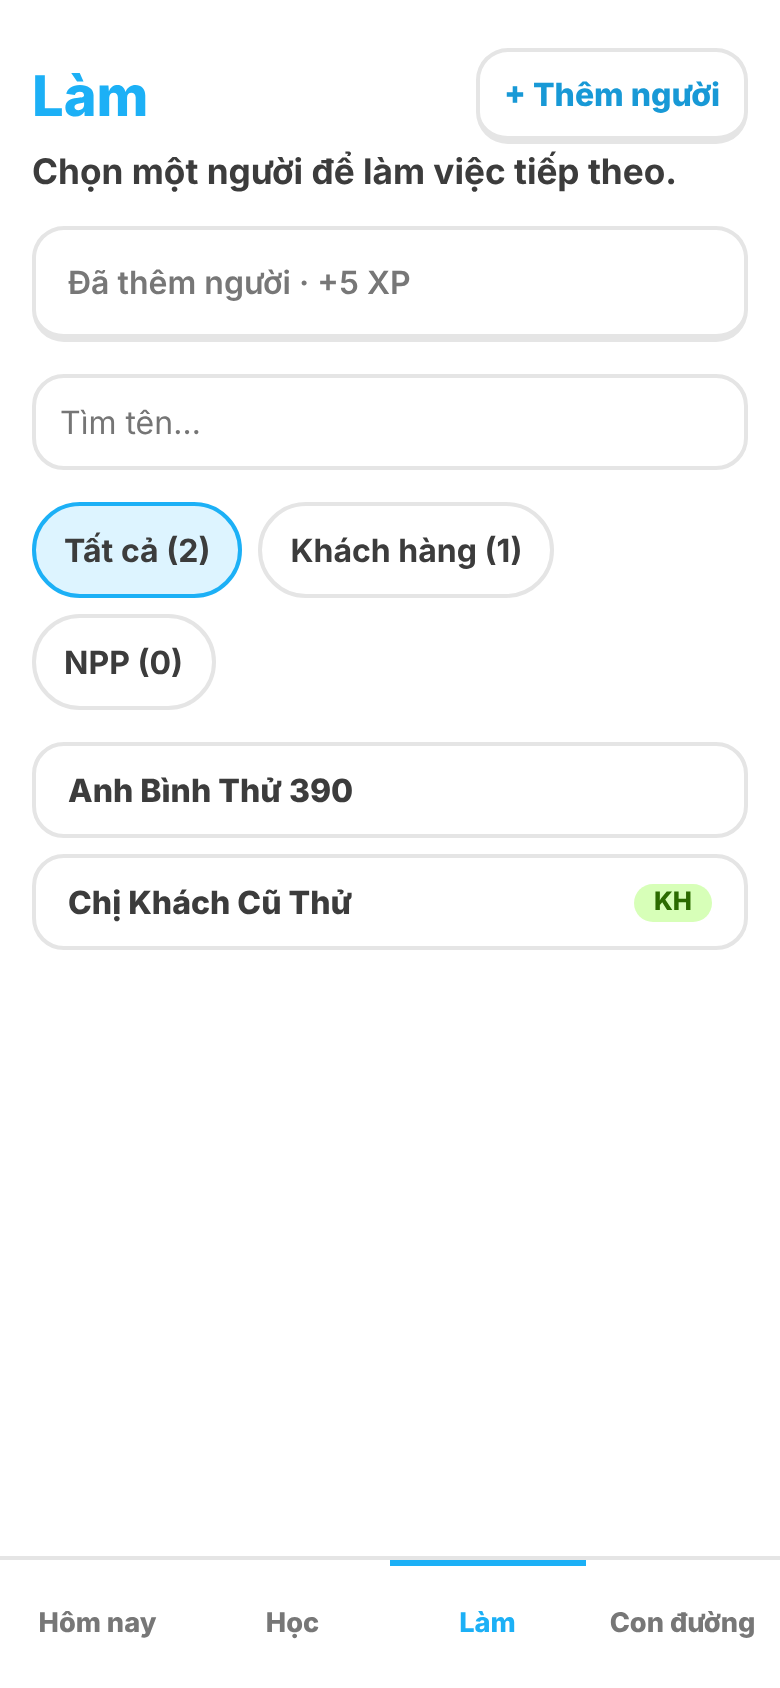 Làm
+ Thêm người
Chọn một người để làm việc tiếp theo.
Đã thêm người · +5 XP
Tìm tên...
Tất cả (2)
Khách hàng (1)
NPP (0)
Anh Bình Thử 390
Chị Khách Cũ Thử
KH
Hôm nay
Học
Làm
Con đường